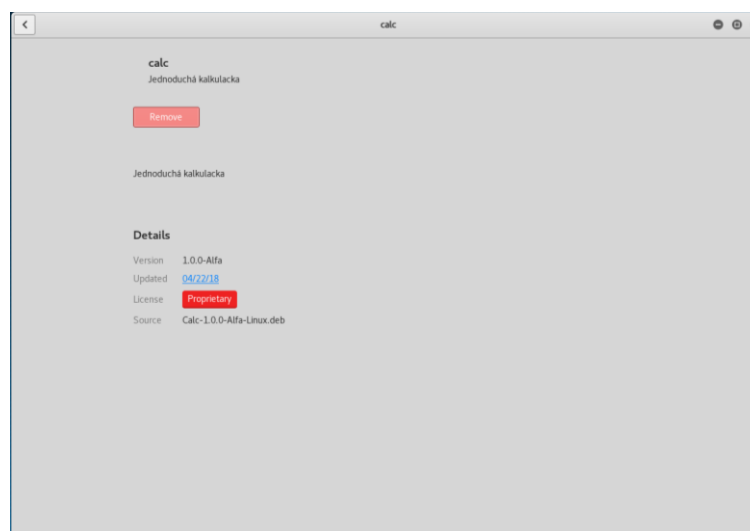 calc
calc
Jednoduchá kalkulacka
Remove
Jednoduchá kalkulacka
Details
Version 1.0.0-Alfa
Updated 04/22/18
License Proprietary
Source Calc-1.0.0-Alfa-Linux.deb